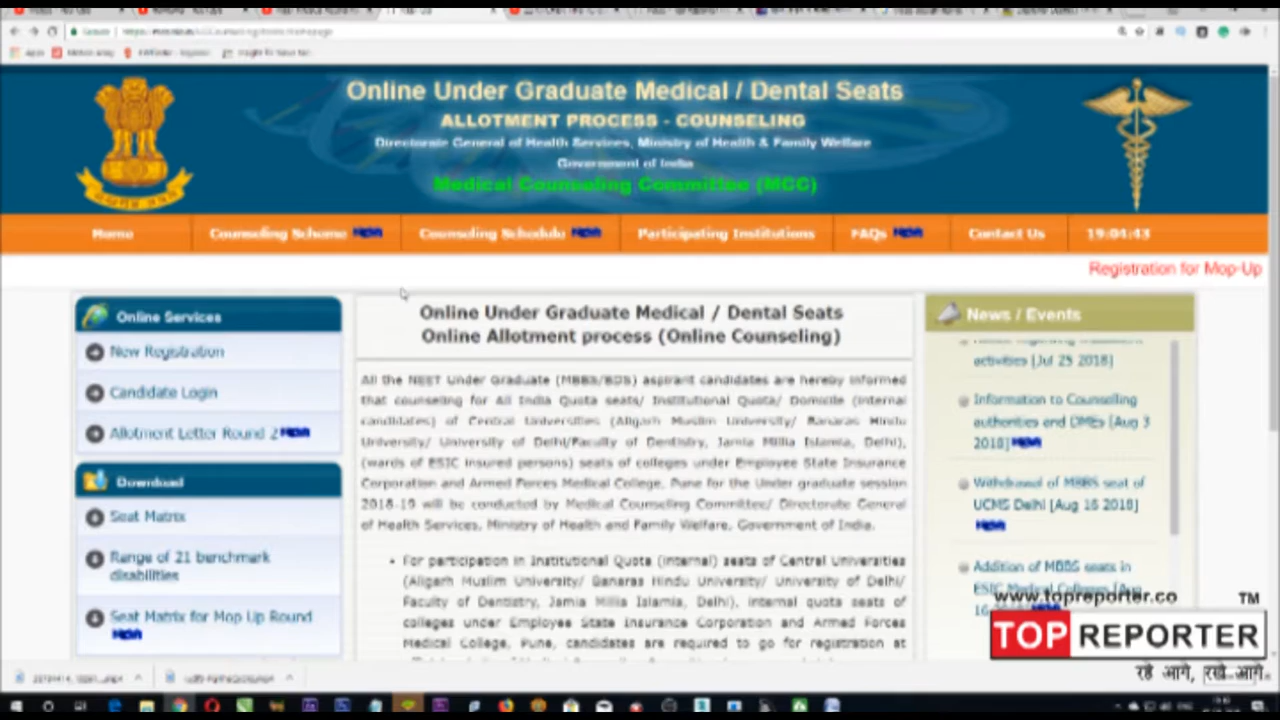 Online Under Graduate Medical / Dental Seats
ALLOTMENT PROCESS - COUNSELING
Directorate General of Health Services, Ministry of Health & Family Welfare
Government of India
Medical Counseling Committee (MCC)
Home Counseling Scheme Counseling Schedule Participating Institutions FAQs Contact Us 19:04:43
Registration for Mop-Up
Online Services
New Registration
Candidate Login
Allotment Letter Round 2
Download
Seat Matrix
Range of 21 benchmark
disabilities
Seat Matrix for Mop Up Round
Online Under Graduate Medical / Dental Seats
Online Allotment process (Online Counseling)
All the NEET Under Graduate (MBBS/BDS) aspirant candidates are hereby informed
that counseling for All India Quota seats/ Institutional Quota/ Domicile (internal
candidates) of Central Universities (Aligarh Muslim University/ Banaras Hindu
University/ University of Delhi/Faculty of Dentistry, Jamia Millia Islamia, Delhi),
(wards of ESIC insured persons) seats of colleges under Employee State Insurance
Corporation and Armed Forces Medical College, Pune for the Under graduate session
2018-19 will be conducted by Medical Counseling Committee/ Directorate General
of Health Services, Ministry of Health and Family Welfare, Government of India.
• For participation in Institutional Quota (internal) seats of Central Universities
(Aligarh Muslim University/ Banaras Hindu University/ University of Delhi/
Faculty of Dentistry, Jamia Millia Islamia, Delhi), internal quota seats of
colleges under Employee State Insurance Corporation and Armed Forces
Medical College, Pune, candidates are required to go for registration at
News / Events
activities [Jul 25 2018]
Information to Counselling
authorities and DMEs [Aug 3
2018]
Withdrawal of MBBS seat of
UCMS Delhi [Aug 16 2018]
Addition of MBBS seats in
ESIC Medical Colleges [Aug
www.topreporter.co TM
TOP REPORTER
रहे आगे, रखे आगे